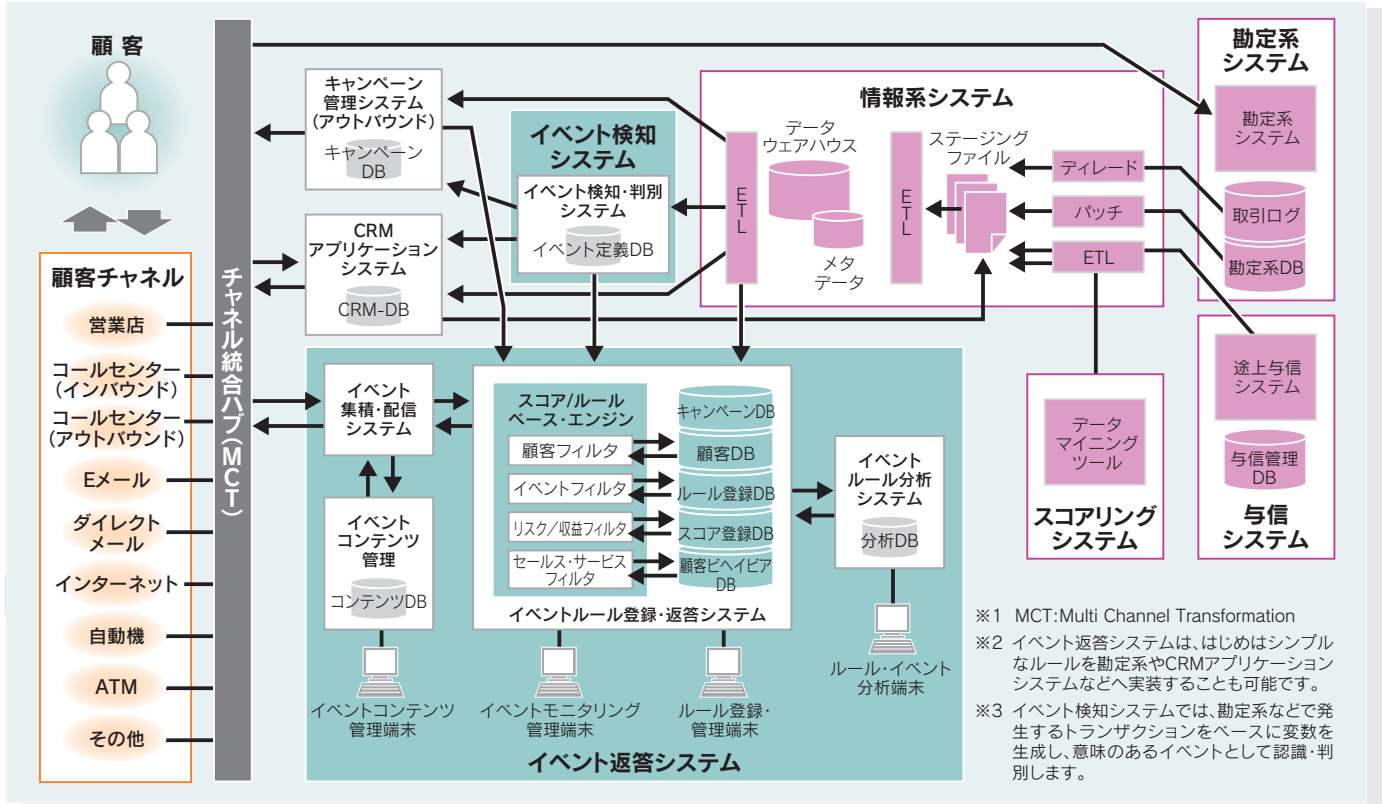 顧 客
顧客チャネル
営業店
コールセンター
(インバウンド)
コールセンター
(アウトバウンド)
Eメール
ダイレクト
メール
インターネット
自動機
ATM
その他
チャネル統合ハブ(MCT)
キャンペーン
管理システム
(アウトバウンド)
キャンペーン
DB
CRM
アプリケーション
システム
CRM-DB
イベント検知
システム
イベント検知・判別
システム
イベント定義DB
情報系システム
ETL
データ
ウェアハウス
メタ
データ
ETL
ステージング
ファイル
ディレード
バッチ
ETL
勘定系
システム
勘定系
システム
取引ログ
勘定系DB
途上与信
システム
与信管理
DB
与信
システム
データ
マイニング
ツール
スコアリング
システム
イベント
集積・配信
システム
イベント
コンテンツ
管理
コンテンツDB
スコア/ルール
ベース・エンジン
顧客フィルタ
イベントフィルタ
リスク／収益フィルタ
セールス・サービス
フィルタ
キャンペーンDB
顧客DB
ルール登録DB
スコア登録DB
顧客ビヘイビア
DB
イベントルール登録・返答システム
イベント
ルール分析
システム
分析DB
イベントコンテンツ
管理端末
イベントモニタリング
管理端末
ルール登録・
管理端末
ルール・イベント
分析端末
イベント返答システム
※1 MCT:Multi Channel Transformation
※2 イベント返答システムは、はじめはシンプル
なルールを勘定系やCRMアプリケーション
システムなどへ実装することも可能です。
※3 イベント検知システムでは、勘定系などで発
生するトランザクションをベースに変数を
生成し、意味のあるイベントとして認識・判
別します。